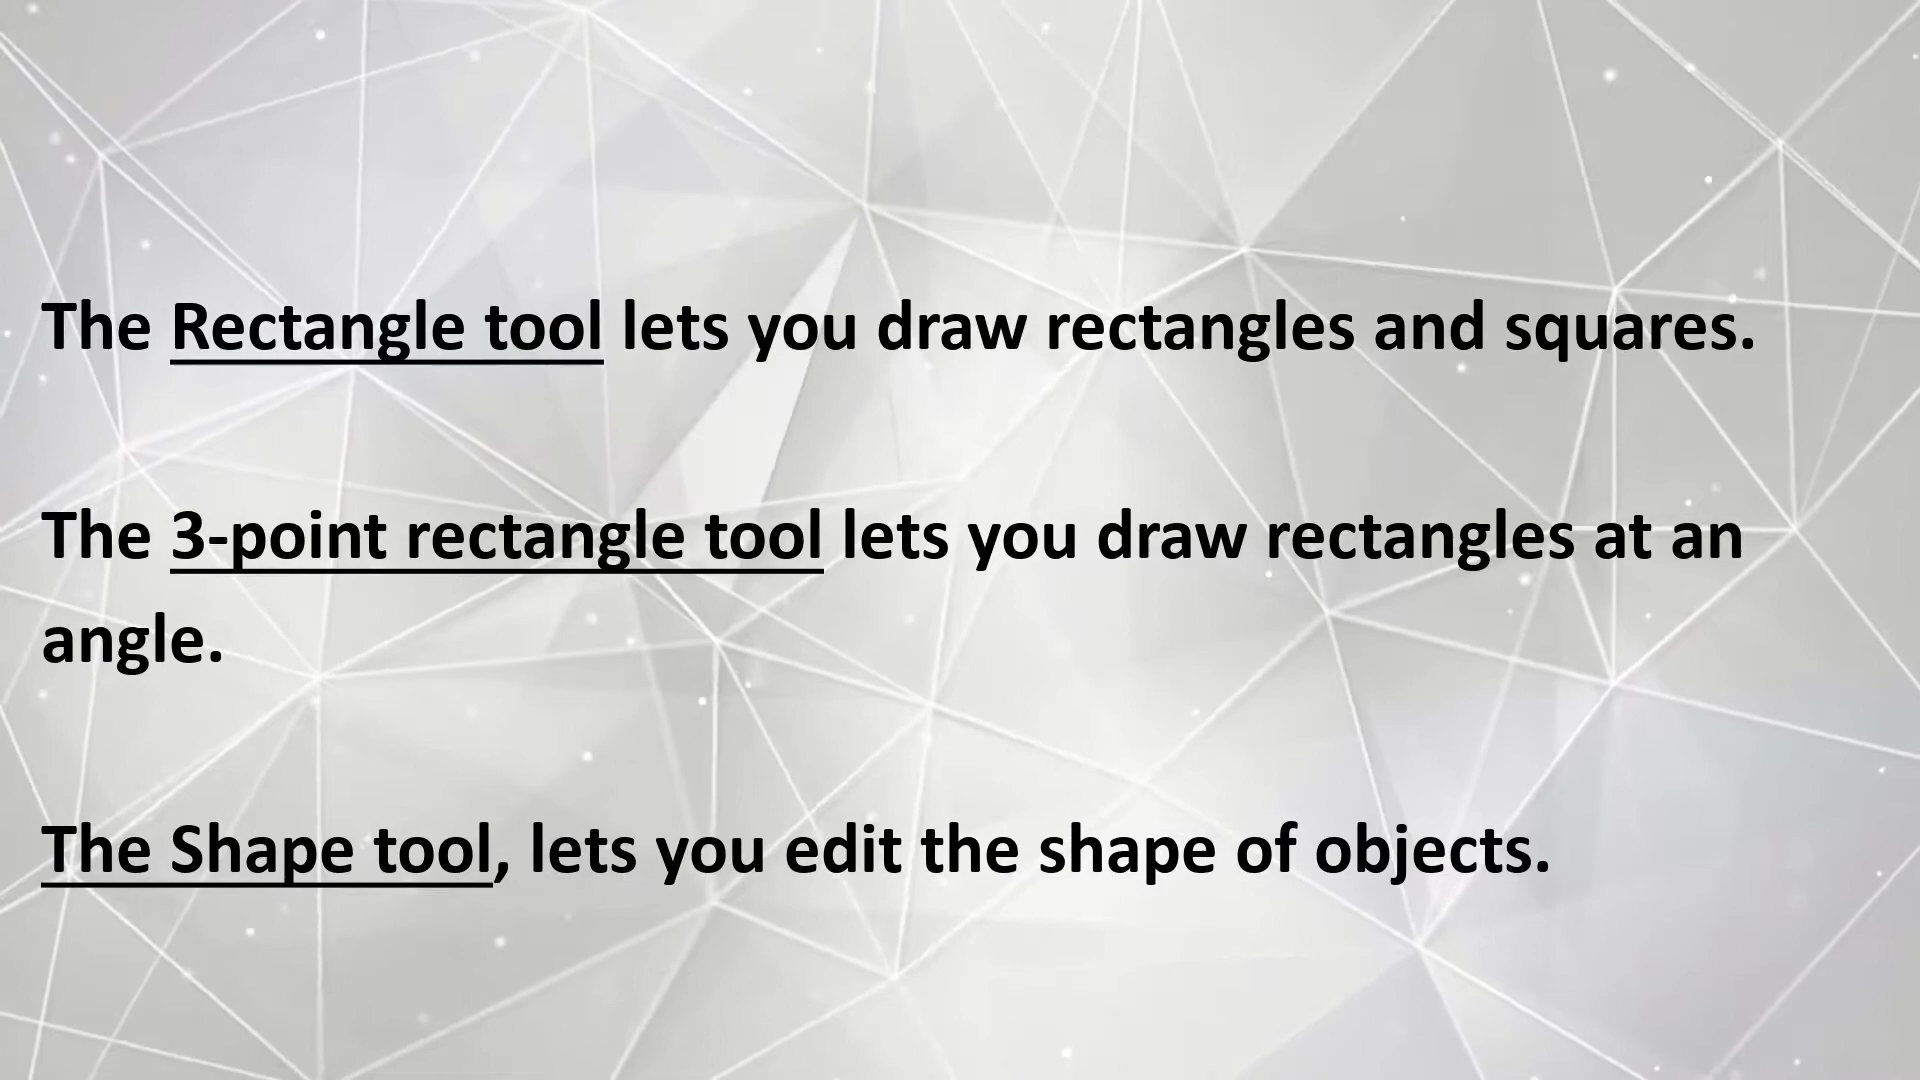 The Rectangle tool lets you draw rectangles and squares.
The 3-point rectangle tool lets you draw rectangles at an
angle.
The Shape tool, lets you edit the shape of objects.